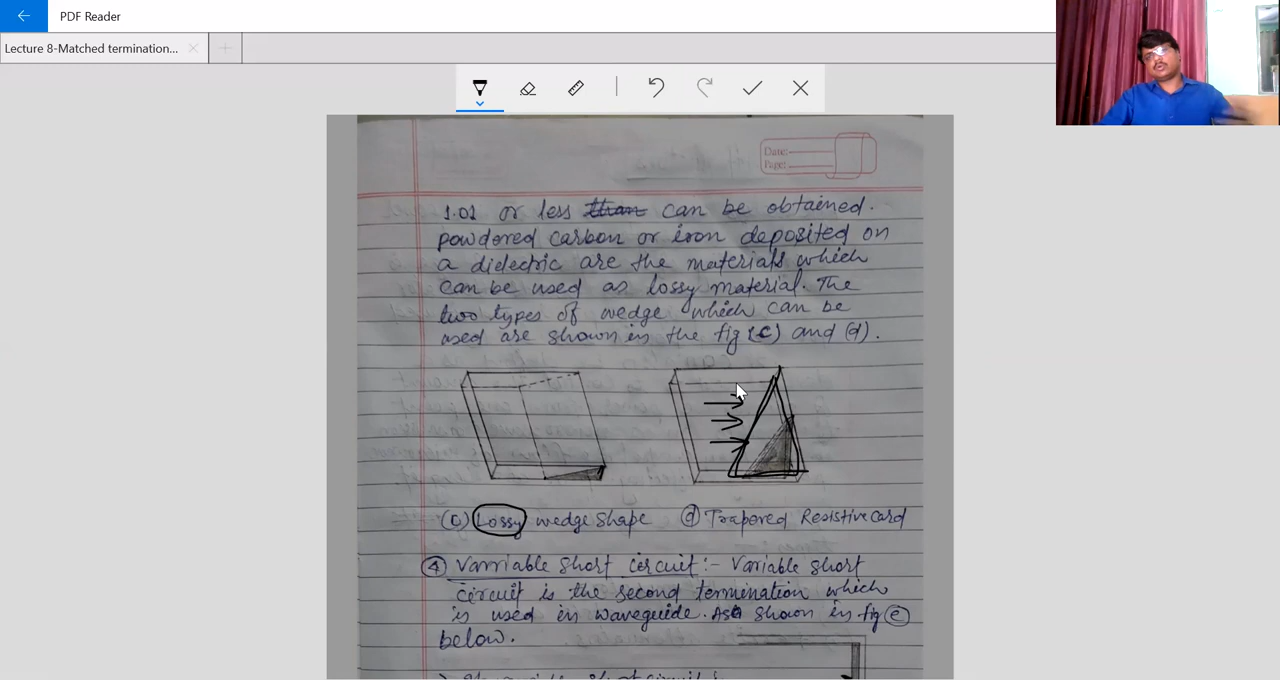 PDF Reader
Lecture 8-Matched termination...
Date:
Page:
1.01 or less than can be obtained.
powdered carbon or iron deposited on
a dielectric are the materials which
can be used as lossy material. The
two types of wedge which can be
used are shown in the fig (c) and (d).
(c) Lossy wedge shape (d) Trapered Resistive card
(4) Varriable short circuit :- Variable short
circuit is the second termination which
is used in waveguide. As shown in fig (e)
below.